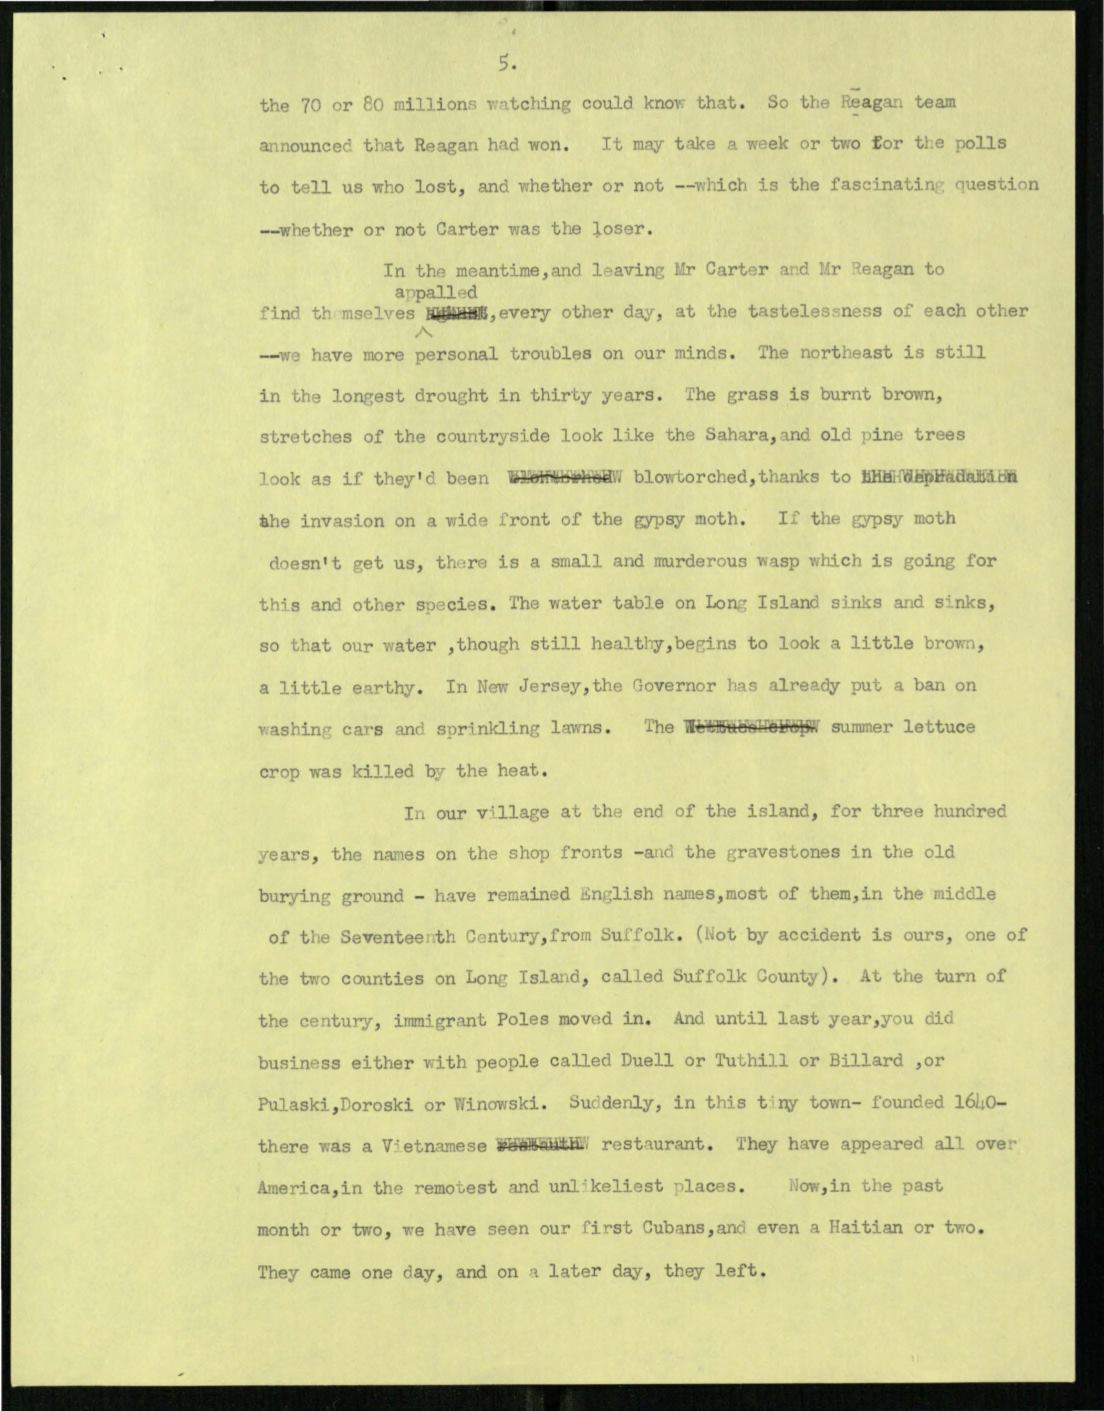 5.
the 70 or 80 millions watching could know that. So the Reagan team
announced that Reagan had won. It may take a week or two for the polls
to tell us who lost, and whether or not --which is the fascinating question
--whether or not Carter was the loser.
In the meantime,and leaving Mr Carter and Mr Reagan to
appalled
find themselves ,every other day, at the tastelessness of each other
--we have more personal troubles on our minds. The northeast is still
in the longest drought in thirty years. The grass is burnt brown,
stretches of the countryside look like the Sahara,and old pine trees
look as if they'd been blowtorched,thanks to the depradation
the invasion on a wide front of the gypsy moth. If the gypsy moth
doesn't get us, there is a small and murderous wasp which is going for
this and other species. The water table on Long Island sinks and sinks,
so that our water ,though still healthy,begins to look a little brown,
a little earthy. In New Jersey,the Governor has already put a ban on
washing cars and sprinkling lawns. The lettuce crop summer lettuce
crop was killed by the heat.
In our village at the end of the island, for three hundred
years, the names on the shop fronts -and the gravestones in the old
burying ground - have remained English names,most of them,in the middle
of the Seventeenth Century,from Suffolk. (Not by accident is ours, one of
the two counties on Long Island, called Suffolk County). At the turn of
the century, immigrant Poles moved in. And until last year,you did
business either with people called Duell or Tuthill or Billard ,or
Pulaski,Doroski or Winowski. Suddenly, in this tiny town- founded 1640-
there was a Vietnamese restaurant. They have appeared all over
America,in the remotest and unlikeliest places. Now,in the past
month or two, we have seen our first Cubans,and even a Haitian or two.
They came one day, and on a later day, they left.